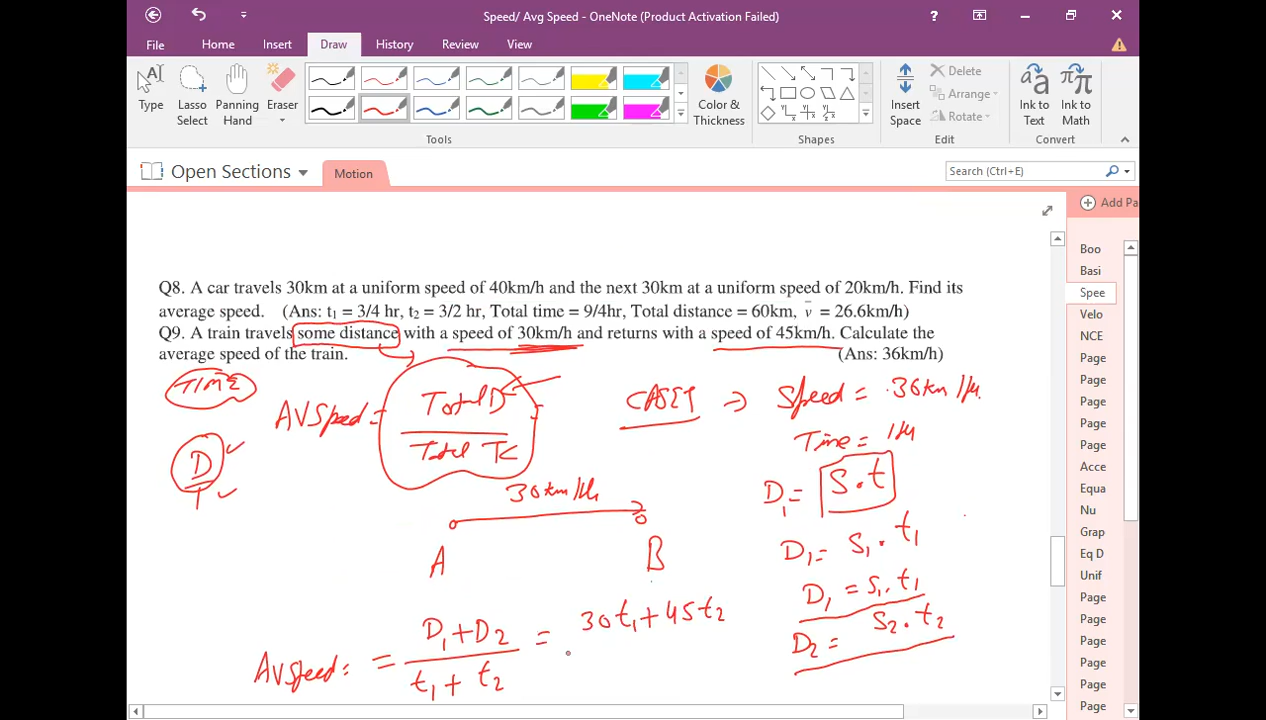 Speed/ Avg Speed - OneNote (Product Activation Failed)
?
File Home Insert Draw History Review View
Type
Lasso Select
Panning Hand
Eraser
Tools
Color & Thickness
Shapes
Insert Space
Delete
Arrange
Rotate
Edit
Ink to Text
Ink to Math
Convert
Open Sections
Motion
Search (Ctrl+E)
Add Pa
Boo
Basi
Spee
Velo
NCE
Page
Page
Page
Page
Acce
Equa
Nu
Grap
Eq D
Unif
Page
Page
Page
Page
Page
Page
Q8. A car travels 30km at a uniform speed of 40km/h and the next 30km at a uniform speed of 20km/h. Find its
average speed. (Ans: t1 = 3/4 hr, t2 = 3/2 hr, Total time = 9/4hr, Total distance = 60km, v̄ = 26.6km/h)
Q9. A train travels some distance with a speed of 30km/h and returns with a speed of 45km/h. Calculate the
average speed of the train. (Ans: 36km/h)
TIME
D
AVSpeed =
Total D
Total
30km/h
A B
AVSpeed: = D1+D2 / t1+t2 = 30t1+45t2
=> Speed =
Time =
D1 = S.t
D1 = S1.t1
D1 = S1.t1
D2 = S2.t2